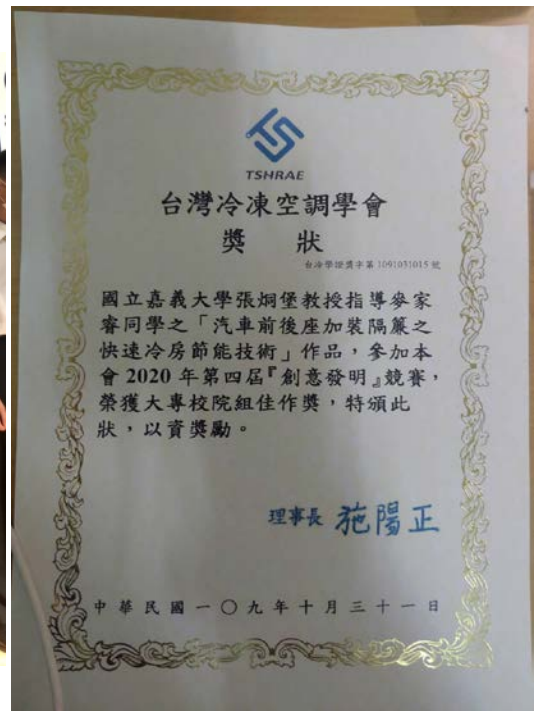 TSHRAE
台灣冷凍空調學會
獎 狀
台冷學證獎字第1091031015號
國立嘉義大學張炯堡教授指導麥家
睿同學之「汽車前後座加裝隔簾之
快速冷房節能技術」作品，參加本
會2020年第四屆『創意發明』競賽，
榮獲大專校院組佳作獎，特頒此
狀，以資獎勵。
理事長 施陽正
中華民國一〇九年十月三十一日